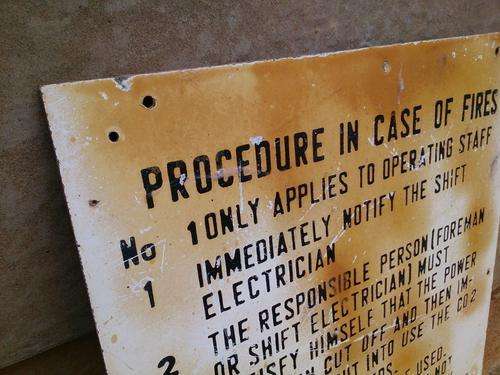 PROCEDURE IN CASE OF FIRES
No 1 ONLY APPLIES TO OPERATING STAFF
1 IMMEDIATELY NOTIFY THE SHIFT
ELECTRICIAN
2 THE RESPONSIBLE PERSON (FOREMAN
OR SHIFT ELECTRICIAN) MUST
HIMSELF THAT THE POWER
CUT OFF AND THEN IM-
INTO USE THE CO2
USED.
NOT